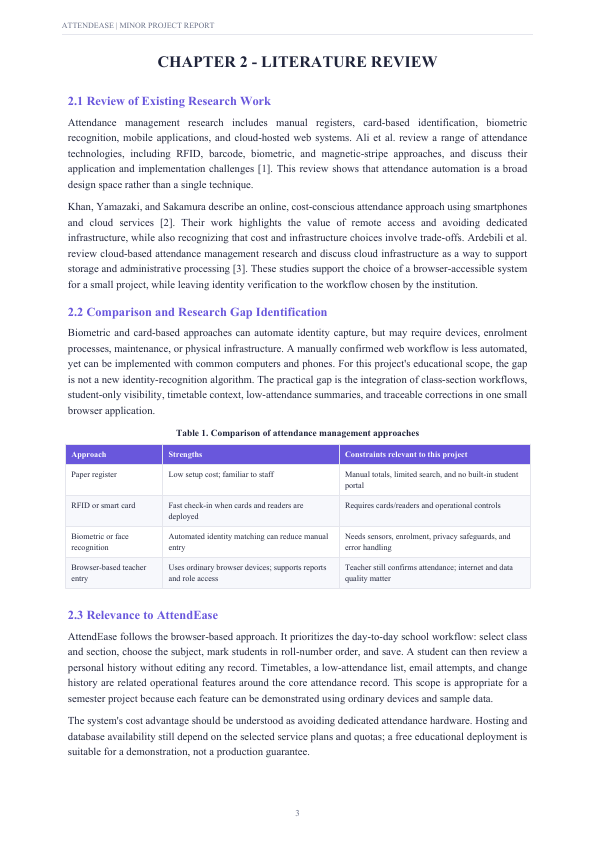 ATTENDEASE | MINOR PROJECT REPORT
CHAPTER 2 - LITERATURE REVIEW
2.1 Review of Existing Research Work
Attendance management research includes manual registers, card-based identification, biometric
recognition, mobile applications, and cloud-hosted web systems. Ali et al. review a range of attendance
technologies, including RFID, barcode, biometric, and magnetic-stripe approaches, and discuss their
application and implementation challenges [1]. This review shows that attendance automation is a broad
design space rather than a single technique.
Khan, Yamazaki, and Sakamura describe an online, cost-conscious attendance approach using smartphones
and cloud services [2]. Their work highlights the value of remote access and avoiding dedicated
infrastructure, while also recognizing that cost and infrastructure choices involve trade-offs. Ardebili et al.
review cloud-based attendance management research and discuss cloud infrastructure as a way to support
storage and administrative processing [3]. These studies support the choice of a browser-accessible system
for a small project, while leaving identity verification to the workflow chosen by the institution.
2.2 Comparison and Research Gap Identification
Biometric and card-based approaches can automate identity capture, but may require devices, enrolment
processes, maintenance, or physical infrastructure. A manually confirmed web workflow is less automated,
yet can be implemented with common computers and phones. For this project's educational scope, the gap
is not a new identity-recognition algorithm. The practical gap is the integration of class-section workflows,
student-only visibility, timetable context, low-attendance summaries, and traceable corrections in one small
browser application.
Table 1. Comparison of attendance management approaches
Approach Strengths Constraints relevant to this project
Paper register Low setup cost; familiar to staff Manual totals, limited search, and no built-in student
portal
RFID or smart card Fast check-in when cards and readers are Requires cards/readers and operational controls
deployed
Biometric or face Automated identity matching can reduce manual Needs sensors, enrolment, privacy safeguards, and
recognition entry error handling
Browser-based teacher Uses ordinary browser devices; supports reports Teacher still confirms attendance; internet and data
entry and role access quality matter
2.3 Relevance to AttendEase
AttendEase follows the browser-based approach. It prioritizes the day-to-day school workflow: select class
and section, choose the subject, mark students in roll-number order, and save. A student can then review a
personal history without editing any record. Timetables, a low-attendance list, email attempts, and change
history are related operational features around the core attendance record. This scope is appropriate for a
semester project because each feature can be demonstrated using ordinary devices and sample data.
The system's cost advantage should be understood as avoiding dedicated attendance hardware. Hosting and
database availability still depend on the selected service plans and quotas; a free educational deployment is
suitable for a demonstration, not a production guarantee.
3